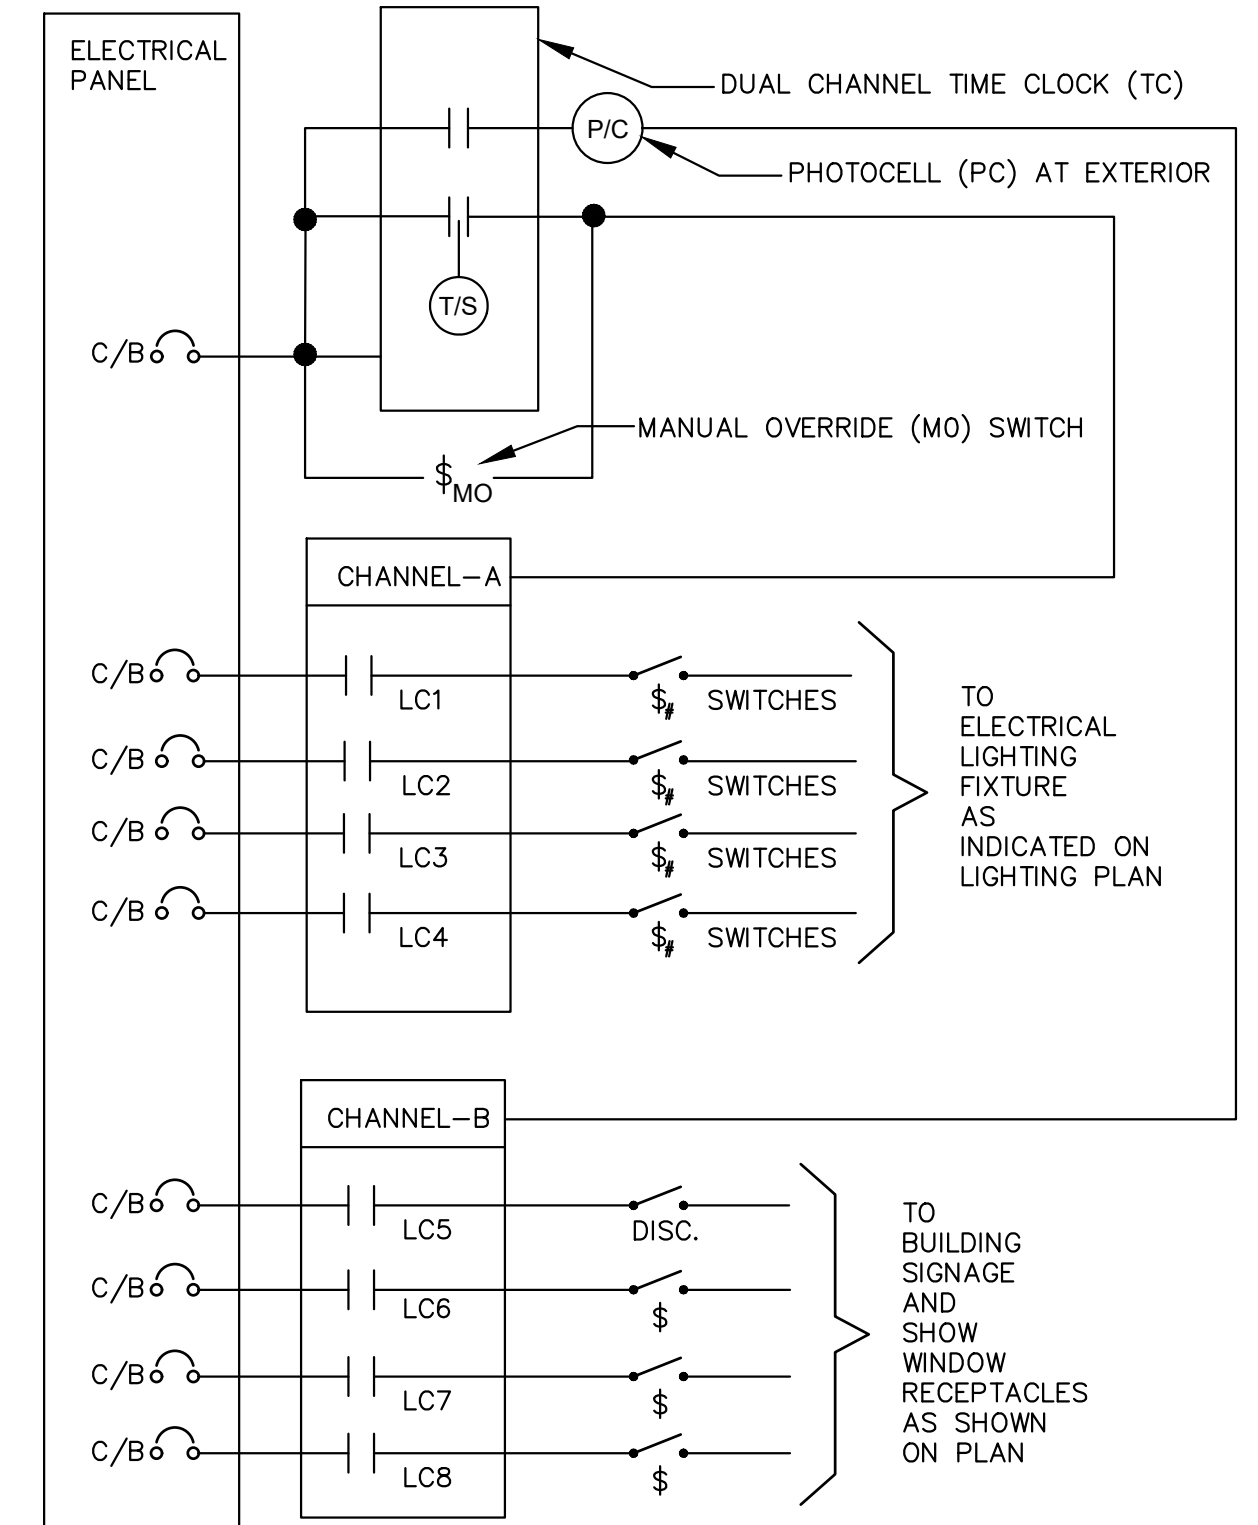 ELECTRICAL
PANEL
DUAL CHANNEL TIME CLOCK (TC)
P/C
PHOTOCELL (PC) AT EXTERIOR
T/S
C/B
MANUAL OVERRIDE (MO) SWITCH
$MO
CHANNEL-A
C/B
LC1
$# SWITCHES
C/B
LC2
$# SWITCHES
C/B
LC3
$# SWITCHES
C/B
LC4
$# SWITCHES
TO
ELECTRICAL
LIGHTING
FIXTURE
AS
INDICATED ON
LIGHTING PLAN
CHANNEL-B
C/B
LC5
DISC.
C/B
LC6
$
C/B
LC7
$
C/B
LC8
$
TO
BUILDING
SIGNAGE
AND
SHOW
WINDOW
RECEPTACLES
AS SHOWN
ON PLAN